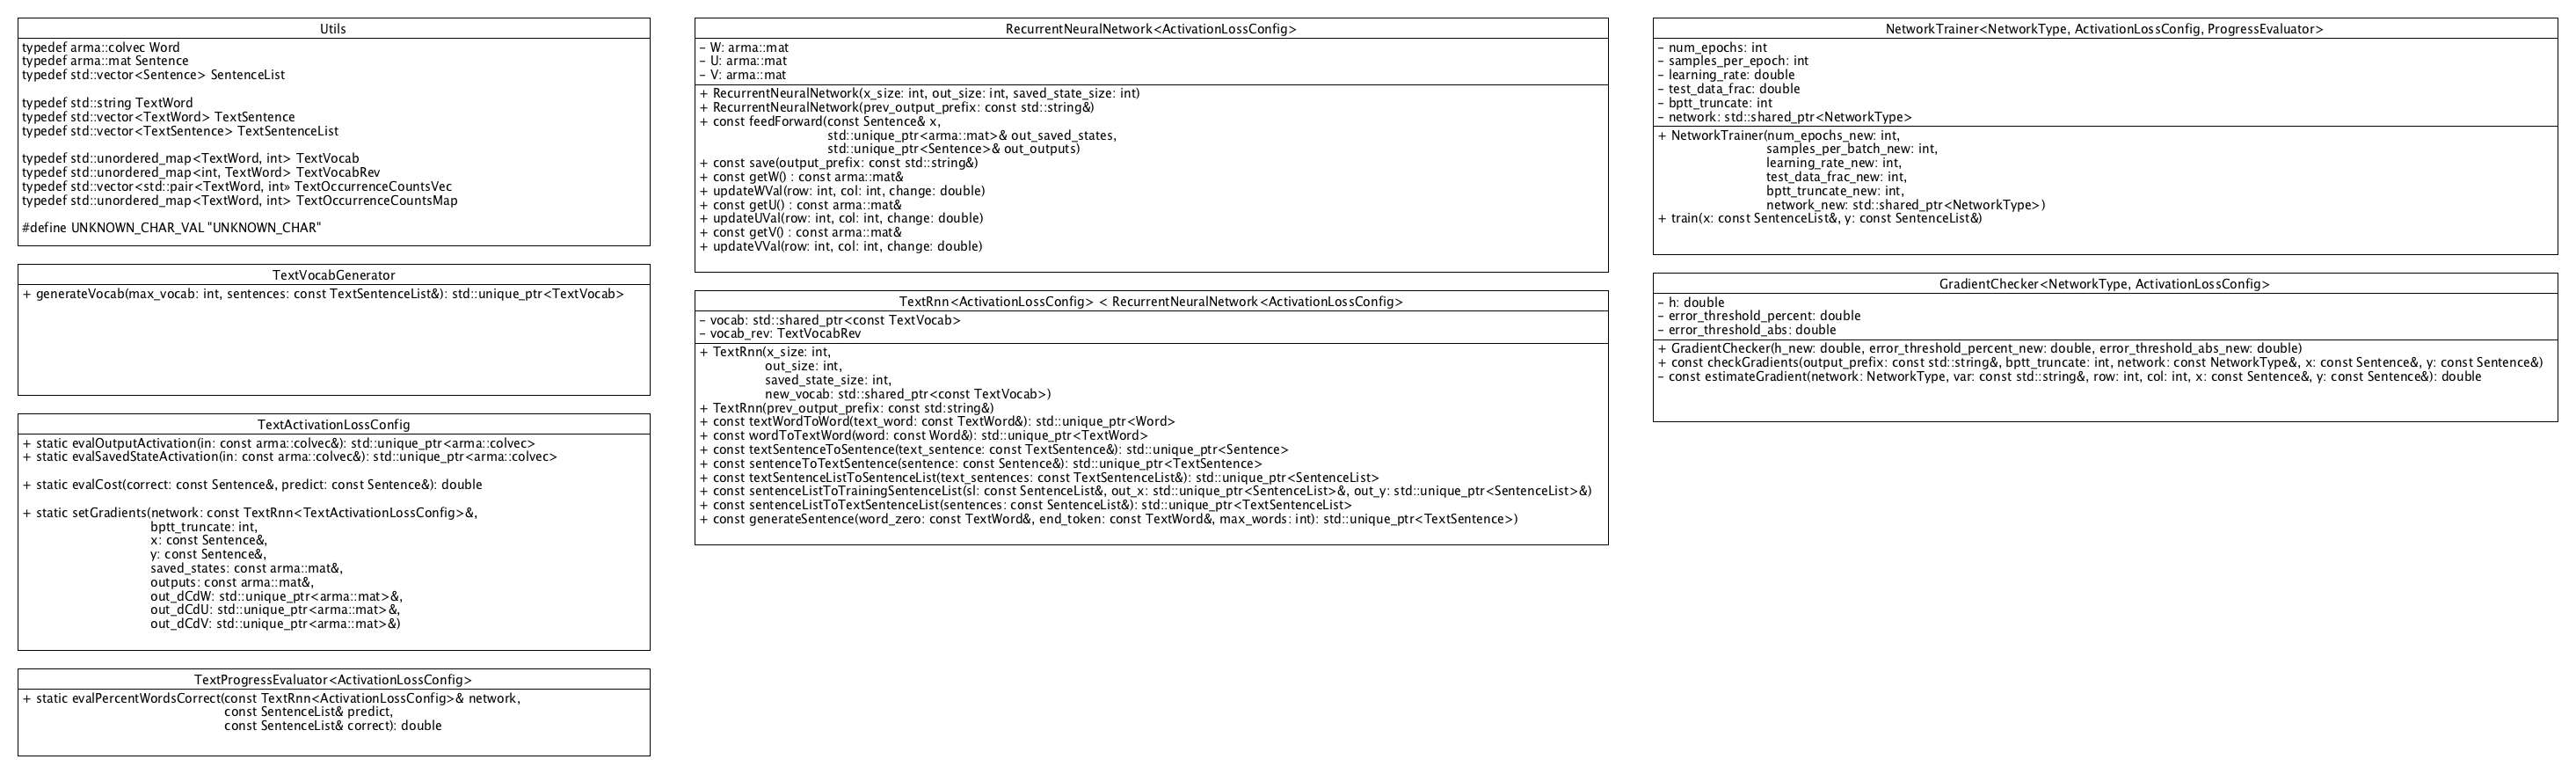 Utils
typedef arma::colvec Word
typedef arma::mat Sentence
typedef std::vector<Sentence> SentenceList
typedef std::string TextWord
typedef std::vector<TextWord> TextSentence
typedef std::vector<TextSentence> TextSentenceList
typedef std::unordered_map<TextWord, int> TextVocab
typedef std::unordered_map<int, TextWord> TextVocabRev
typedef std::vector<std::pair<TextWord, int» TextOccurrenceCountsVec
typedef std::unordered_map<TextWord, int> TextOccurrenceCountsMap
#define UNKNOWN_CHAR_VAL "UNKNOWN_CHAR"
TextVocabGenerator
+ generateVocab(max_vocab: int, sentences: const TextSentenceList&): std::unique_ptr<TextVocab>
TextActivationLossConfig
+ static evalOutputActivation(in: const arma::colvec&): std::unique_ptr<arma::colvec>
+ static evalSavedStateActivation(in: const arma::colvec&): std::unique_ptr<arma::colvec>
+ static evalCost(correct: const Sentence&, predict: const Sentence&): double
+ static setGradients(network: const TextRnn<TextActivationLossConfig>&,
bptt_truncate: int,
x: const Sentence&,
y: const Sentence&,
saved_states: const arma::mat&,
outputs: const arma::mat&,
out_dCdW: std::unique_ptr<arma::mat>&,
out_dCdU: std::unique_ptr<arma::mat>&,
out_dCdV: std::unique_ptr<arma::mat>&)
TextProgressEvaluator<ActivationLossConfig>
+ static evalPercentWordsCorrect(const TextRnn<ActivationLossConfig>& network,
const SentenceList& predict,
const SentenceList& correct): double
RecurrentNeuralNetwork<ActivationLossConfig>
– W: arma::mat
– U: arma::mat
– V: arma::mat
+ RecurrentNeuralNetwork(x_size: int, out_size: int, saved_state_size: int)
+ RecurrentNeuralNetwork(prev_output_prefix: const std::string&)
+ const feedForward(const Sentence& x,
std::unique_ptr<arma::mat>& out_saved_states,
std::unique_ptr<Sentence>& out_outputs)
+ const save(output_prefix: const std::string&)
+ const getW() : const arma::mat&
+ updateWVal(row: int, col: int, change: double)
+ const getU() : const arma::mat&
+ updateUVal(row: int, col: int, change: double)
+ const getV() : const arma::mat&
+ updateVVal(row: int, col: int, change: double)
TextRnn<ActivationLossConfig> < RecurrentNeuralNetwork<ActivationLossConfig>
– vocab: std::shared_ptr<const TextVocab>
– vocab_rev: TextVocabRev
+ TextRnn(x_size: int,
out_size: int,
saved_state_size: int,
new_vocab: std::shared_ptr<const TextVocab>)
+ TextRnn(prev_output_prefix: const std:string&)
+ const textWordToWord(text_word: const TextWord&): std::unique_ptr<Word>
+ const wordToTextWord(word: const Word&): std::unique_ptr<TextWord>
+ const textSentenceToSentence(text_sentence: const TextSentence&): std::unique_ptr<Sentence>
+ const sentenceToTextSentence(sentence: const Sentence&): std::unique_ptr<TextSentence>
+ const textSentenceListToSentenceList(text_sentences: const TextSentenceList&): std::unique_ptr<SentenceList>
+ const sentenceListToTrainingSentenceList(sl: const SentenceList&, out_x: std::unique_ptr<SentenceList>&, out_y: std::unique_ptr<SentenceList>&)
+ const sentenceListToTextSentenceList(sentences: const SentenceList&): std::unique_ptr<TextSentenceList>
+ const generateSentence(word_zero: const TextWord&, end_token: const TextWord&, max_words: int): std::unique_ptr<TextSentence>)
NetworkTrainer<NetworkType, ActivationLossConfig, ProgressEvaluator>
– num_epochs: int
– samples_per_epoch: int
– learning_rate: double
– test_data_frac: double
– bptt_truncate: int
– network: std::shared_ptr<NetworkType>
+ NetworkTrainer(num_epochs_new: int,
samples_per_batch_new: int,
learning_rate_new: int,
test_data_frac_new: int,
bptt_truncate_new: int,
network_new: std::shared_ptr<NetworkType>)
+ train(x: const SentenceList&, y: const SentenceList&)
GradientChecker<NetworkType, ActivationLossConfig>
– h: double
– error_threshold_percent: double
– error_threshold_abs: double
+ GradientChecker(h_new: double, error_threshold_percent_new: double, error_threshold_abs_new: double)
+ const checkGradients(output_prefix: const std::string&, bptt_truncate: int, network: const NetworkType&, x: const Sentence&, y: const Sentence&)
– const estimateGradient(network: NetworkType, var: const std::string&, row: int, col: int, x: const Sentence&, y: const Sentence&): double